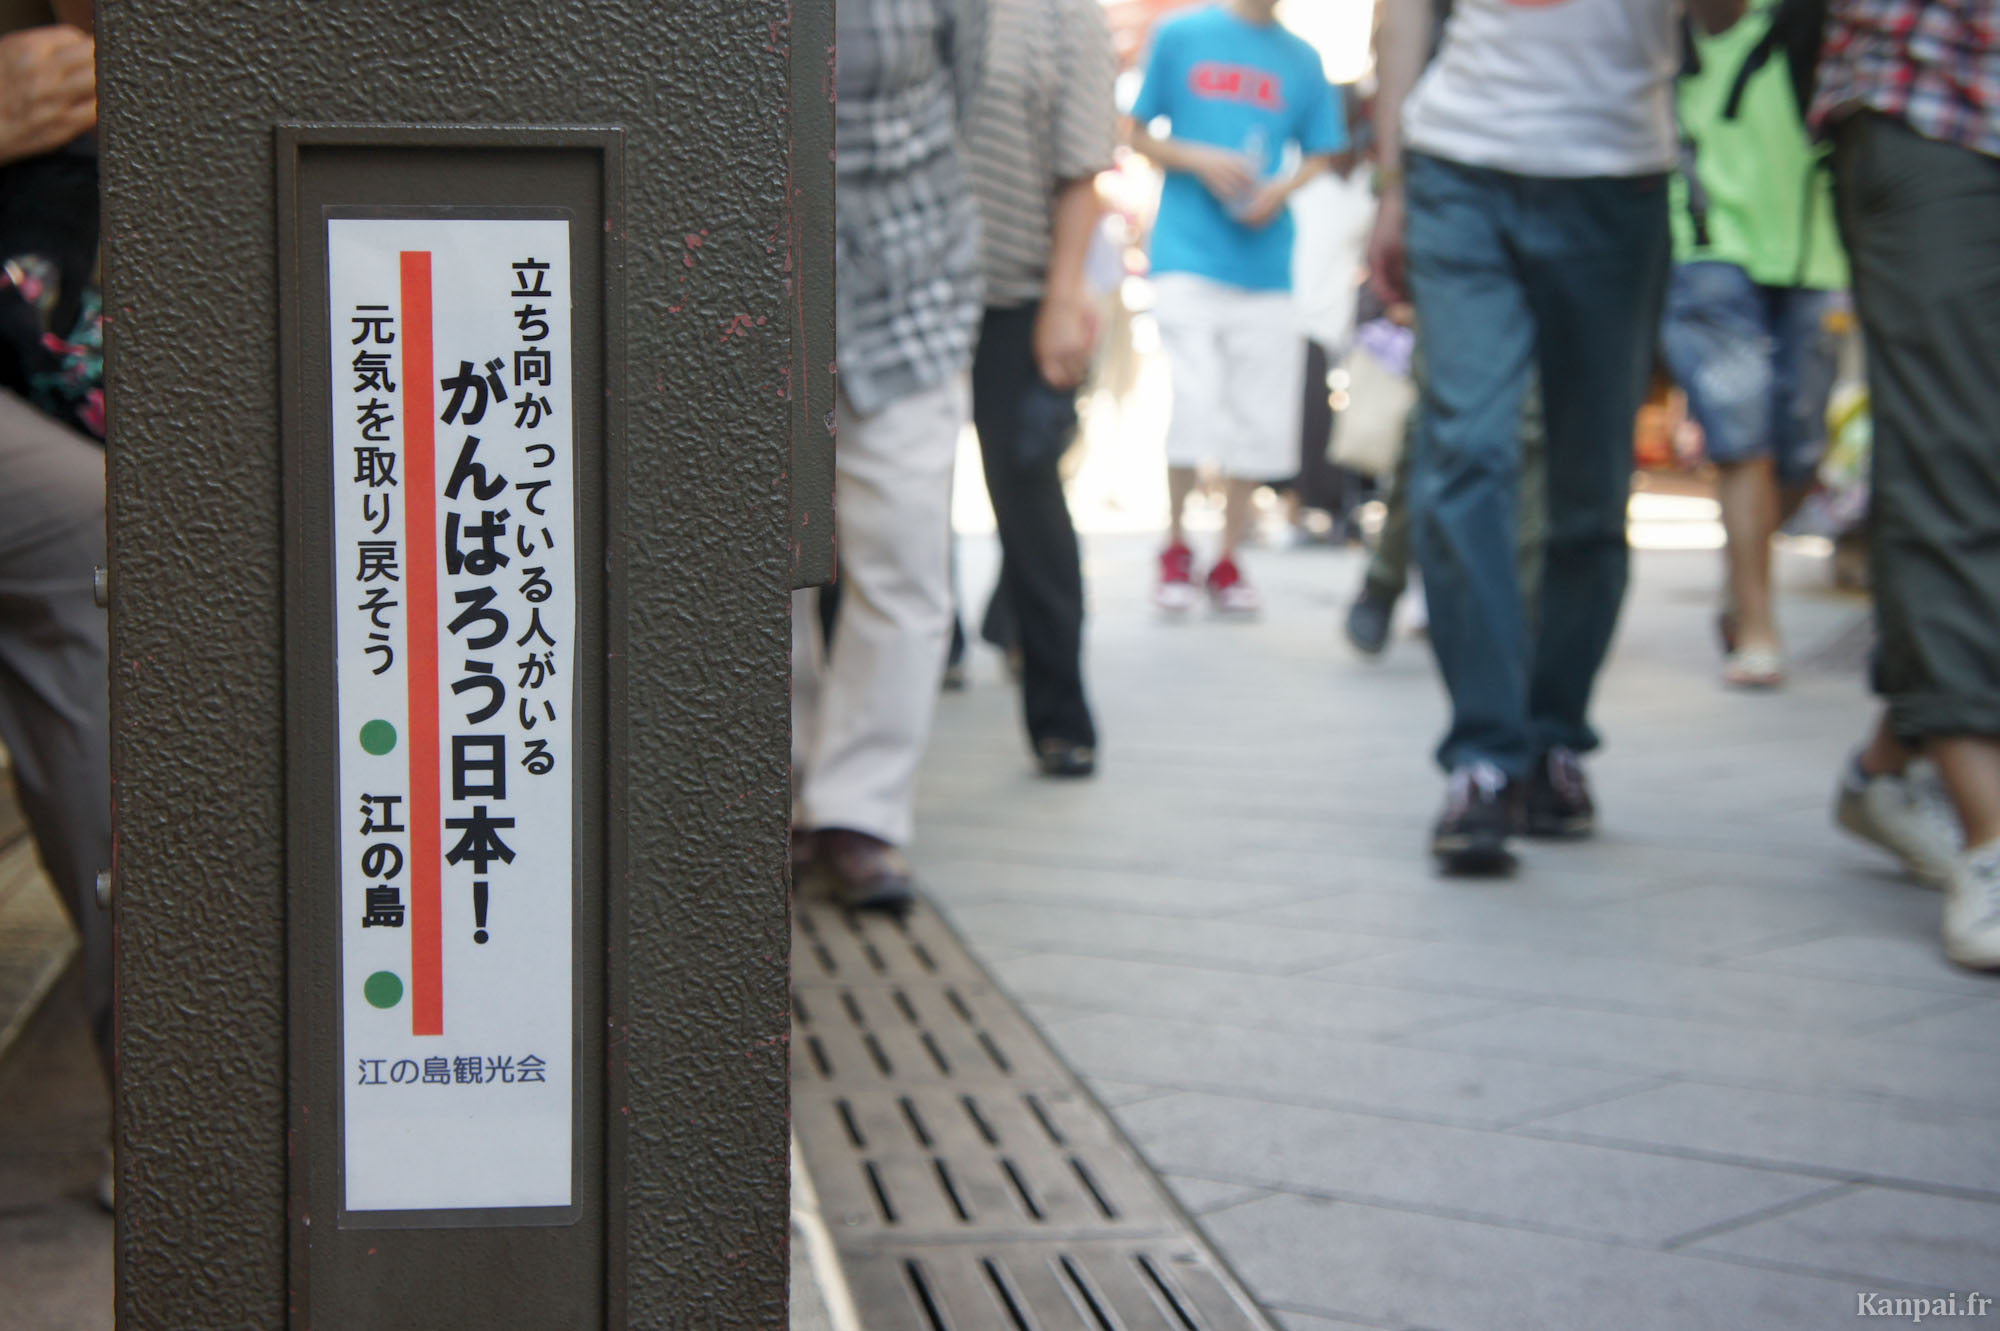 立ち向かっている人がいる
がんばろう日本！
元気を取り戻そう
江の島
江の島観光会
Kanpai.fr